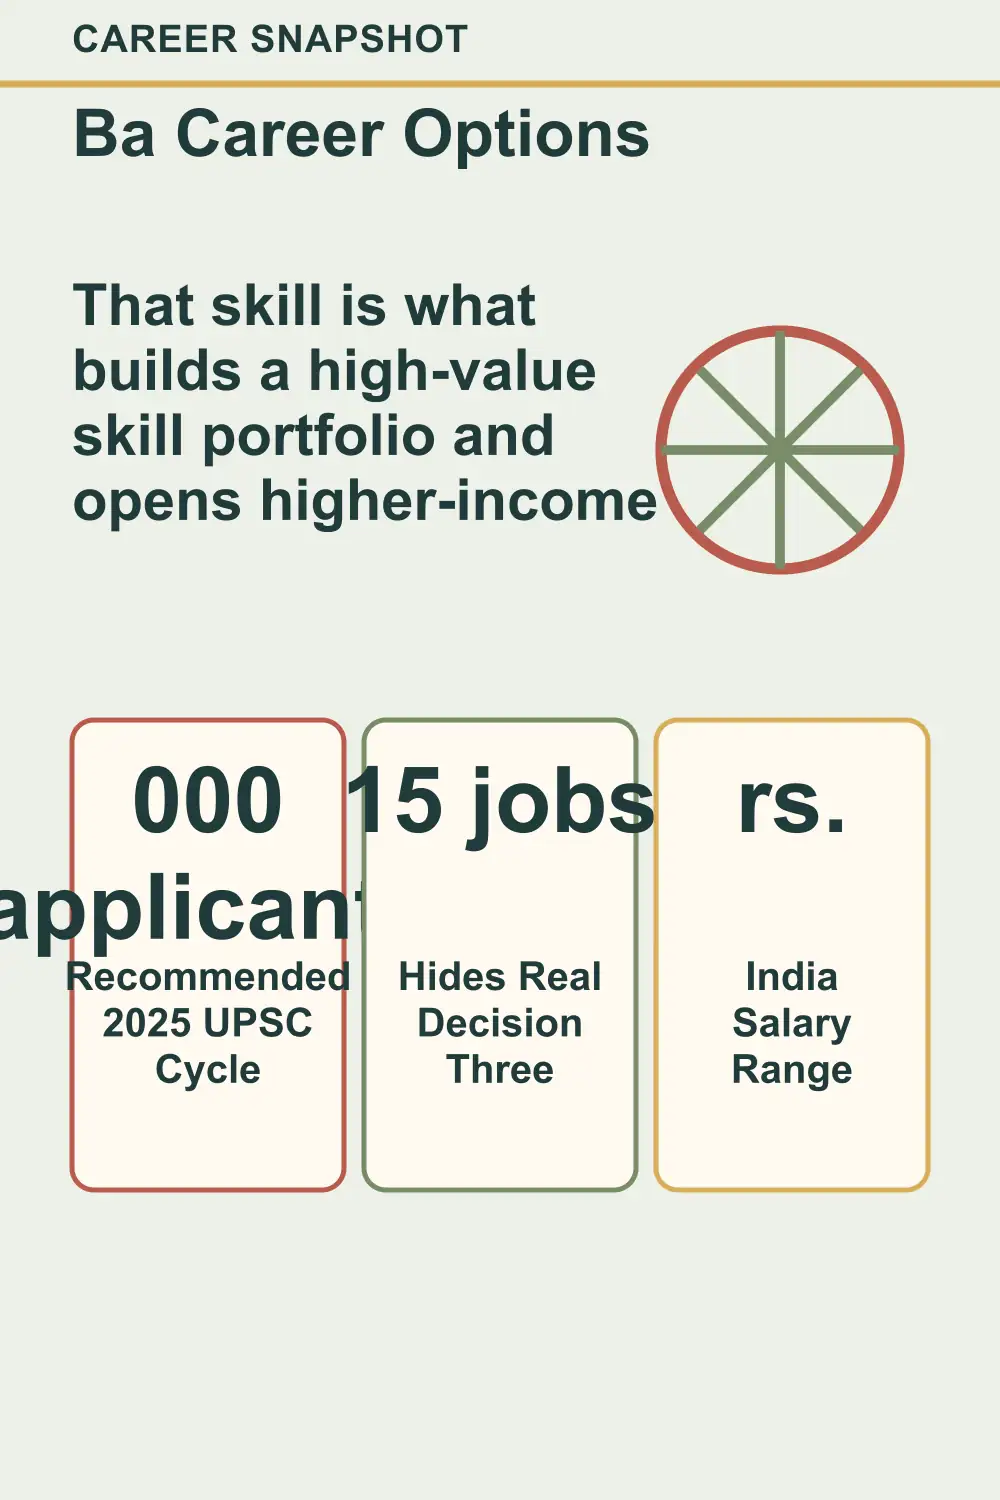 CAREER SNAPSHOT
Ba Career Options
That skill is what
builds a high-value
skill portfolio and
opens higher-income
000
applicant
Recommended
2025 UPSC
Cycle
15 jobs
Hides Real
Decision
Three
rs.
India
Salary
Range